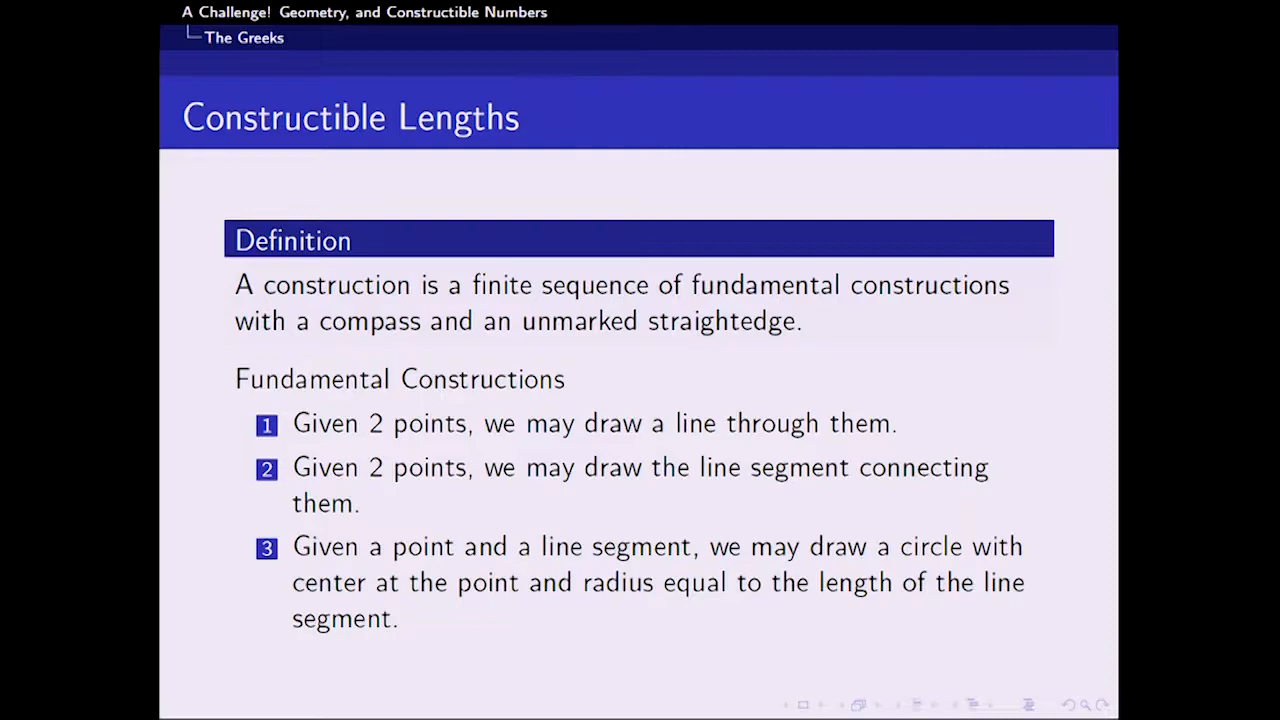 A Challenge! Geometry, and Constructible Numbers
The Greeks
Constructible Lengths
Definition
A construction is a finite sequence of fundamental constructions
with a compass and an unmarked straightedge.
Fundamental Constructions
1 Given 2 points, we may draw a line through them.
2 Given 2 points, we may draw the line segment connecting
them.
3 Given a point and a line segment, we may draw a circle with
center at the point and radius equal to the length of the line
segment.